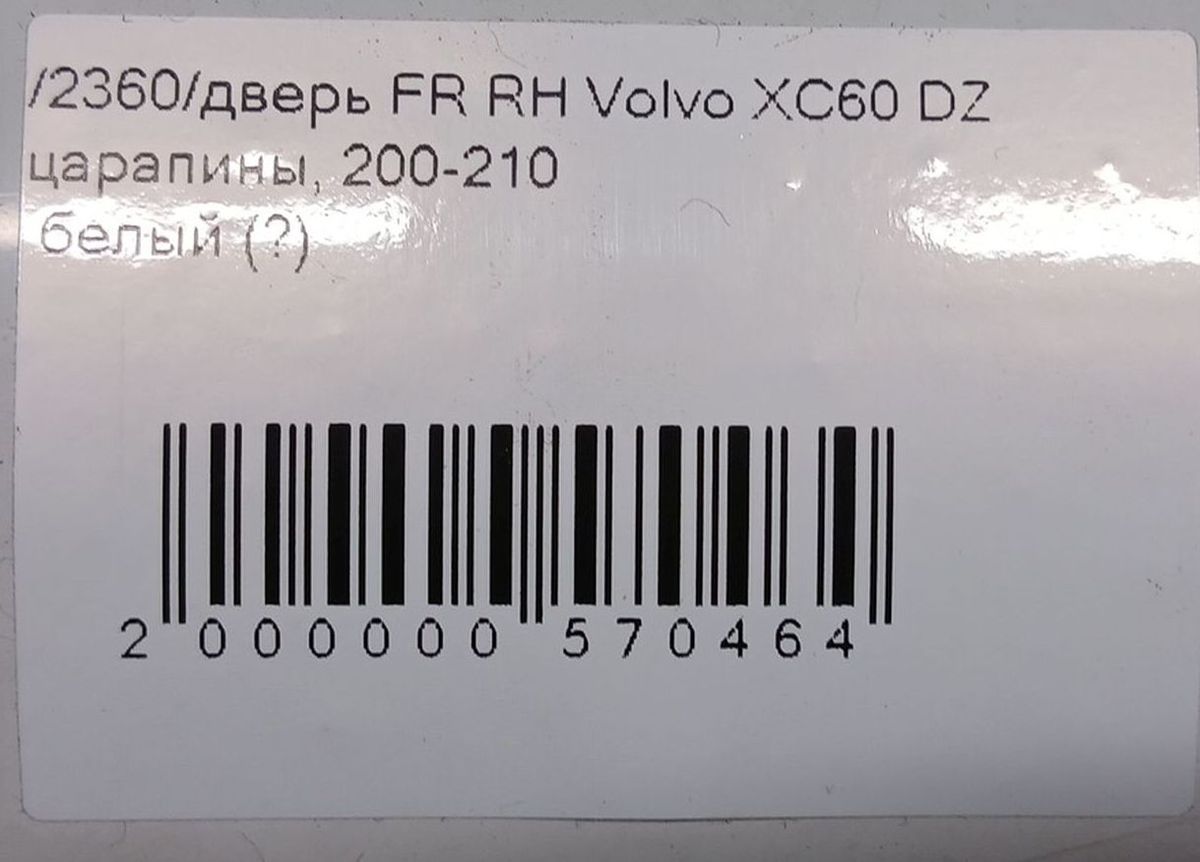 /2360/дверь FR RH Volvo XC60 DZ
царапины, 200-210
белый (?)
2 000000 570464